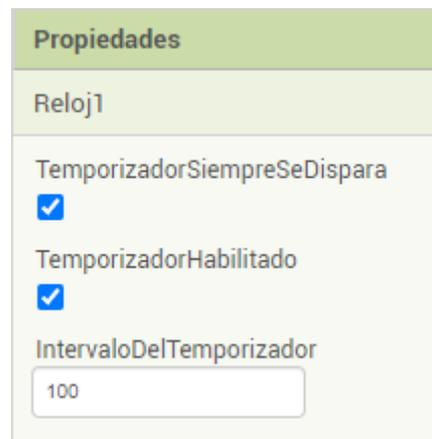 Propiedades
Reloj1
TemporizadorSiempreSeDispara
TemporizadorHabilitado
IntervaloDelTemporizador
100